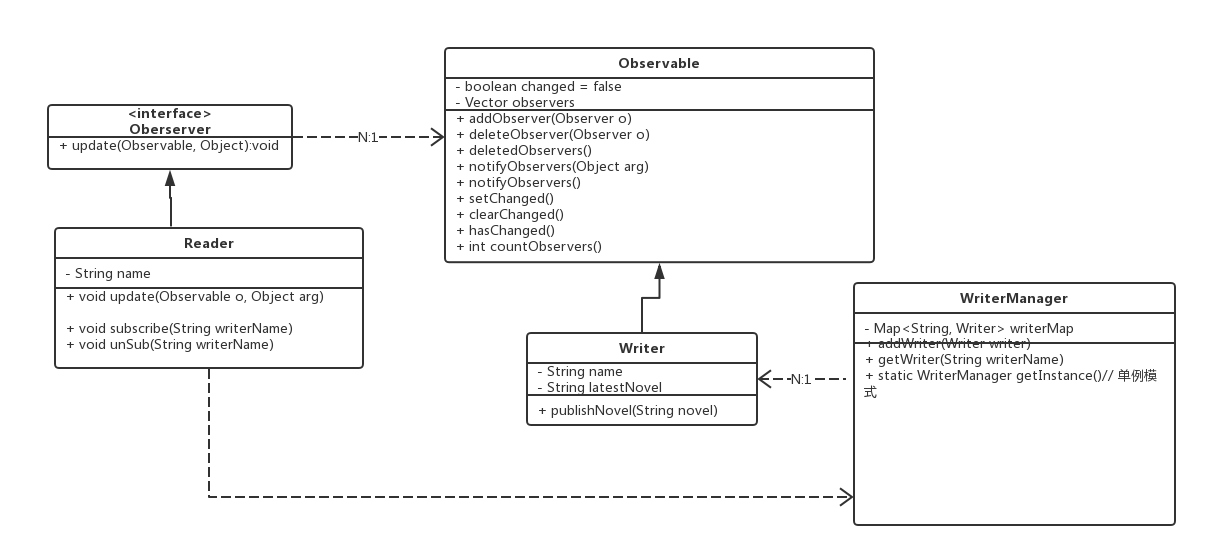 <interface>
Oberserver
+ update(Observable, Object):void
N:1
Observable
- boolean changed = false
- Vector observers
+ addObserver(Observer o)
+ deleteObserver(Observer o)
+ deletedObservers()
+ notifyObservers(Object arg)
+ notifyObservers()
+ setChanged()
+ clearChanged()
+ hasChanged()
+ int countObservers()
Reader
- String name
+ void update(Observable o, Object arg)
+ void subscribe(String writerName)
+ void unSub(String writerName)
Writer
- String name
- String latestNovel
+ publishNovel(String novel)
N:1
WriterManager
- Map<String, Writer> writerMap
+ addWriter(Writer writer)
+ getWriter(String writerName)
+ static WriterManager getInstance()// 单例模
式